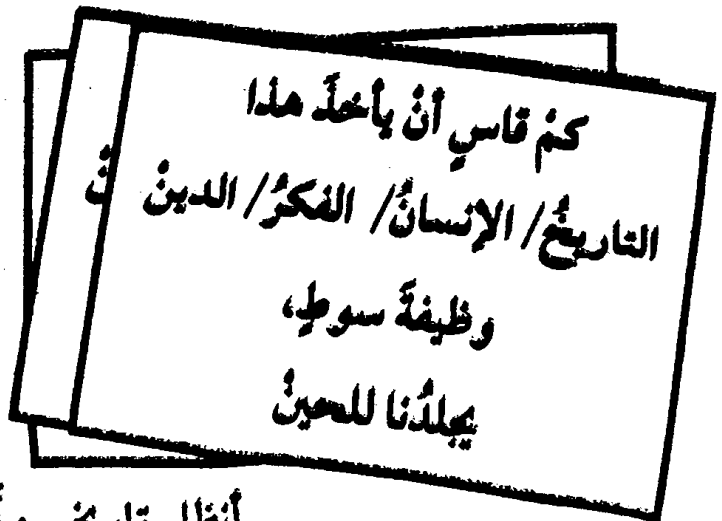 كمْ قاسٍ أنْ يأخذَ هذا
التاريخُ/ الإنسانُ/ الفكرُ/ الدينْ
وظيفةَ سوطٍ،
يجلدُنا للحينْ